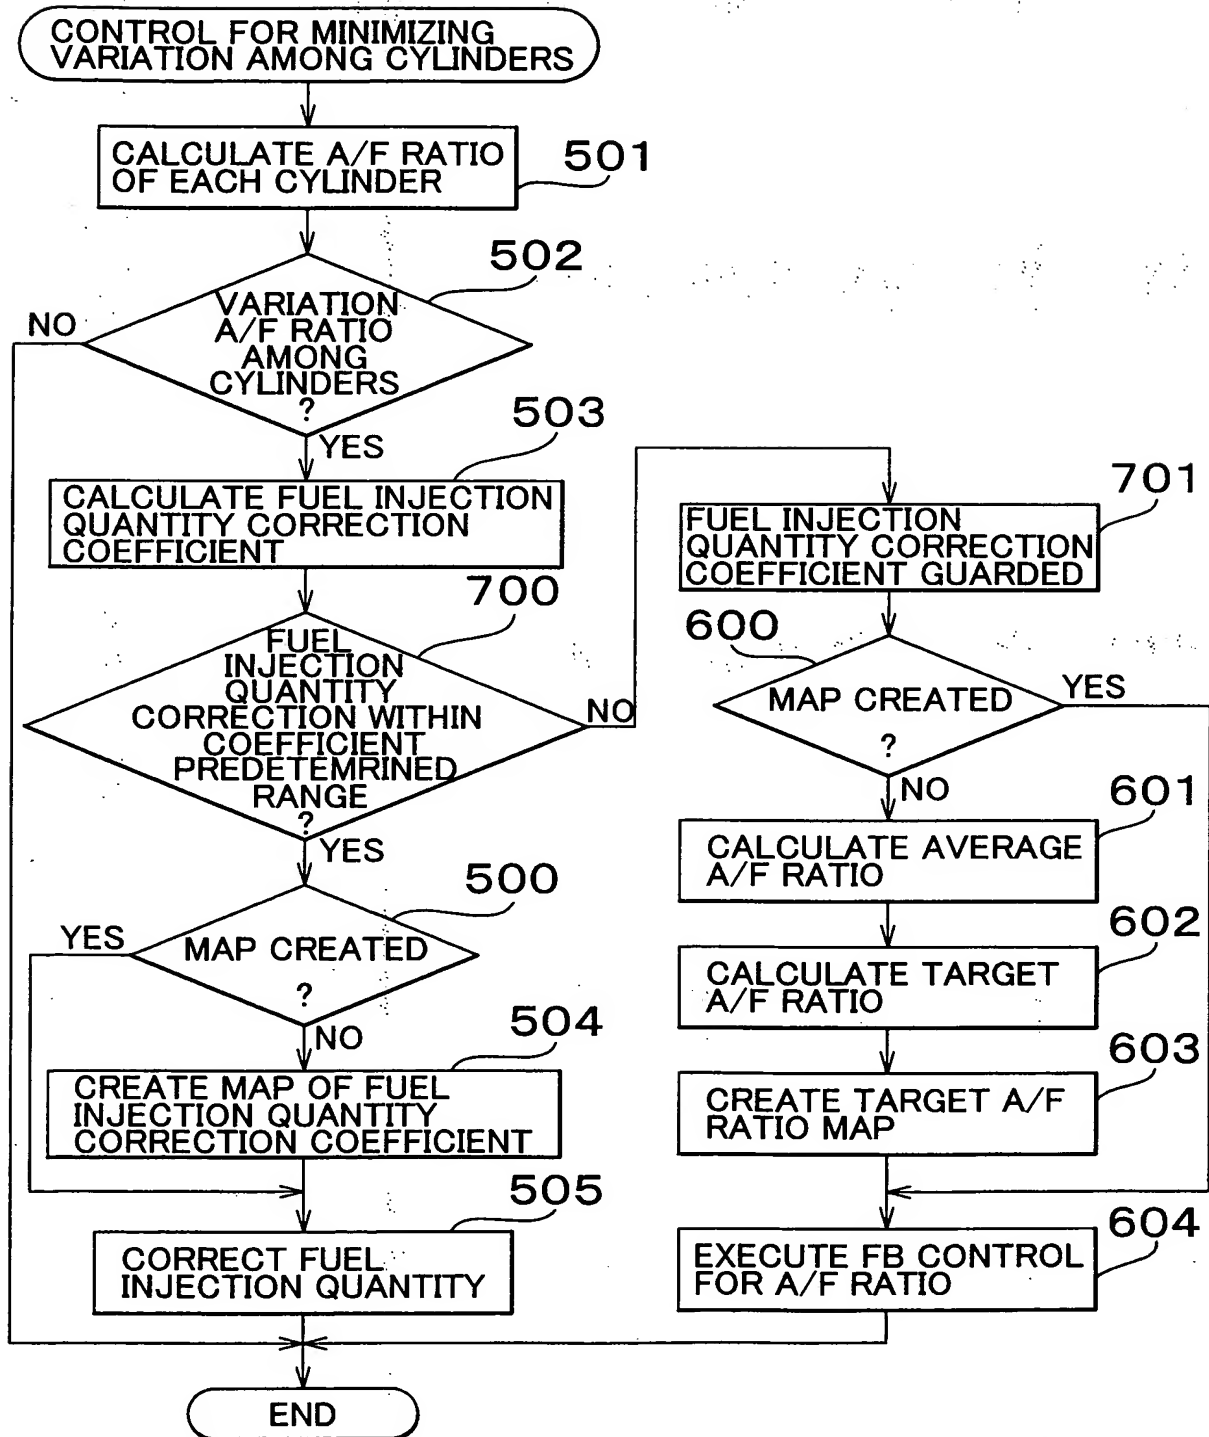 CONTROL FOR MINIMIZING
VARIATION AMONG CYLINDERS
CALCULATE A/F RATIO
OF EACH CYLINDER
501
502
VARIATION
A/F RATIO
AMONG
CYLINDERS
?
NO
YES
503
CALCULATE FUEL INJECTION
QUANTITY CORRECTION
COEFFICIENT
700
FUEL
INJECTION
QUANTITY
CORRECTION WITHIN
COEFFICIENT
PREDETEMRINED
RANGE
?
NO
YES
500
MAP CREATED
?
YES
NO
504
CREATE MAP OF FUEL
INJECTION QUANTITY
CORRECTION COEFFICIENT
505
CORRECT FUEL
INJECTION QUANTITY
701
FUEL INJECTION
QUANTITY CORRECTION
COEFFICIENT GUARDED
600
MAP CREATED
?
YES
NO
601
CALCULATE AVERAGE
A/F RATIO
602
CALCULATE TARGET
A/F RATIO
603
CREATE TARGET A/F
RATIO MAP
604
EXECUTE FB CONTROL
FOR A/F RATIO
END